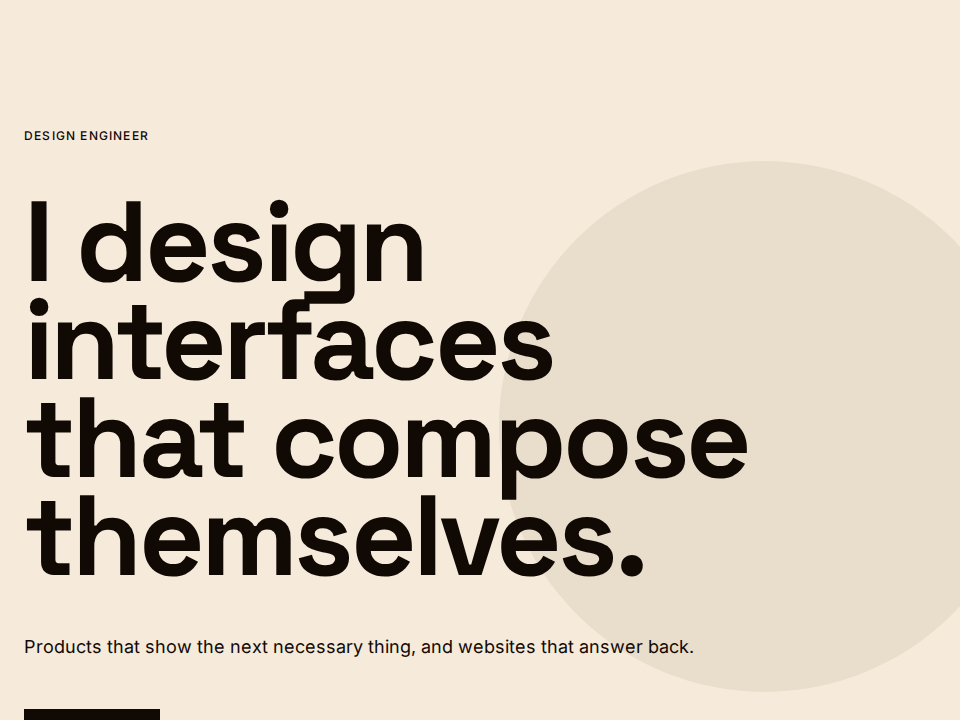 DESIGN ENGINEER
I design
interfaces
that compose
themselves.
Products that show the next necessary thing, and websites that answer back.